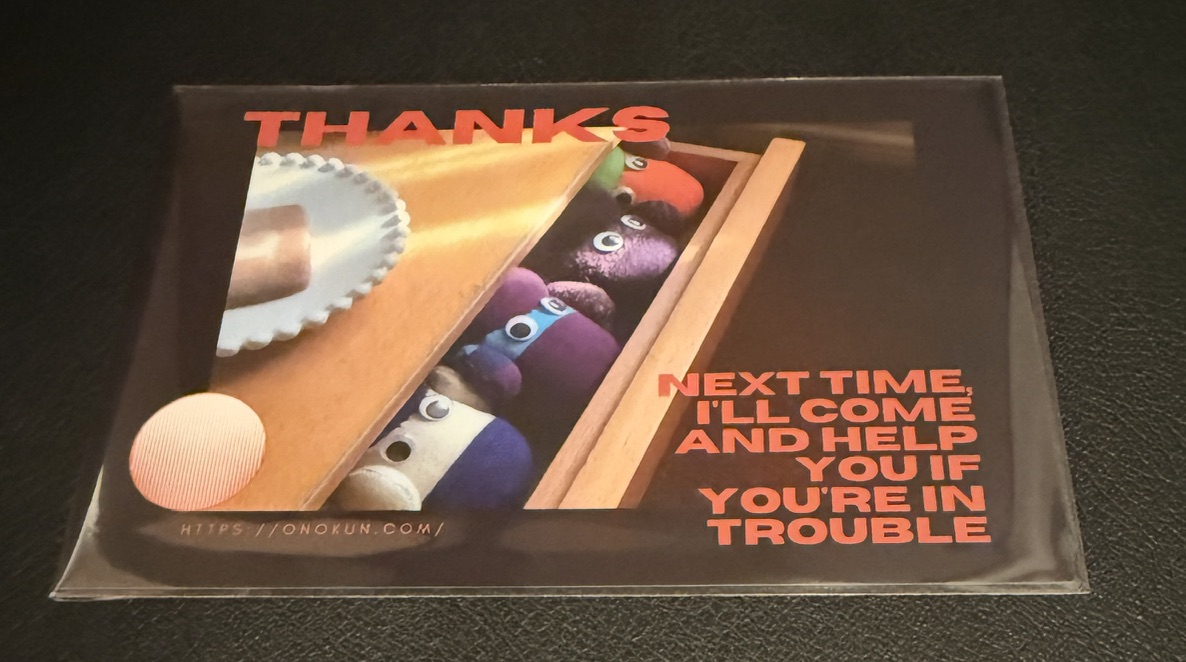 THANKS
NEXT TIME,
I'LL COME
AND HELP
YOU IF
YOU'RE IN
TROUBLE
HTTPS://ONOKUN.COM/